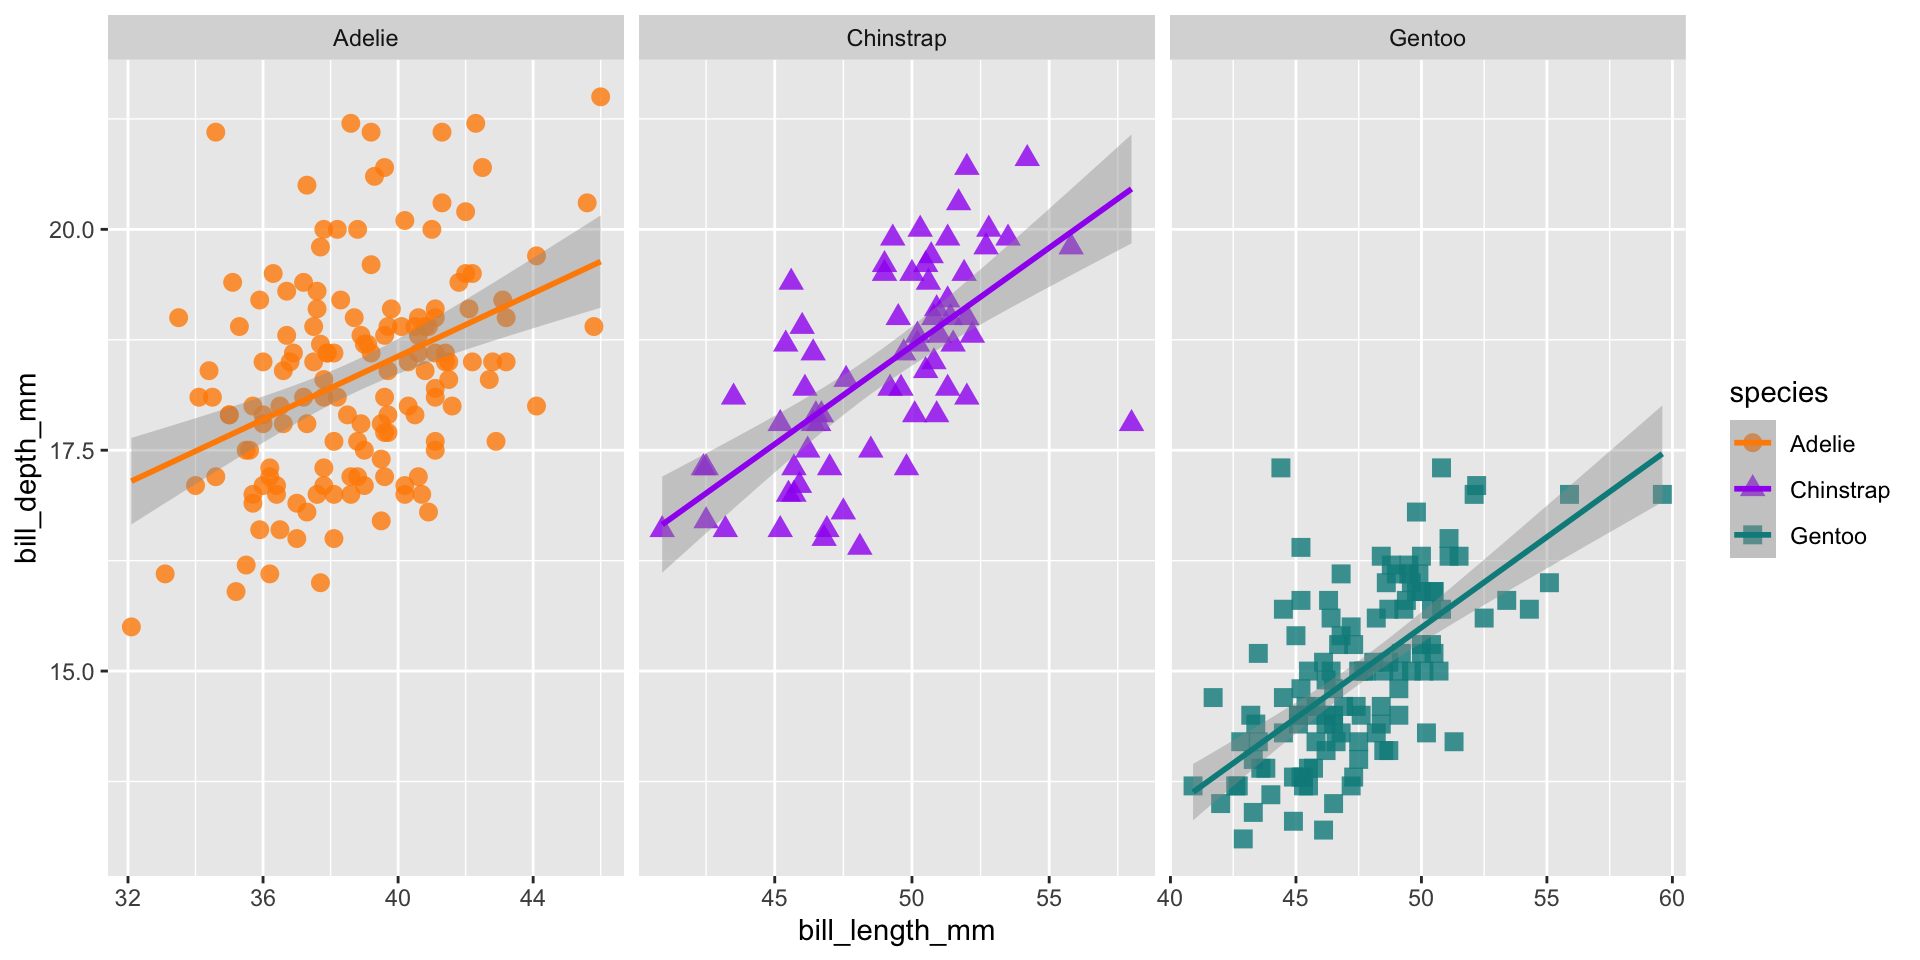 Adelie
Chinstrap
Gentoo
20.0
17.5
15.0
bill_depth_mm
32 36 40 44
45 50 55
40 45 50 55 60
bill_length_mm
species
Adelie
Chinstrap
Gentoo